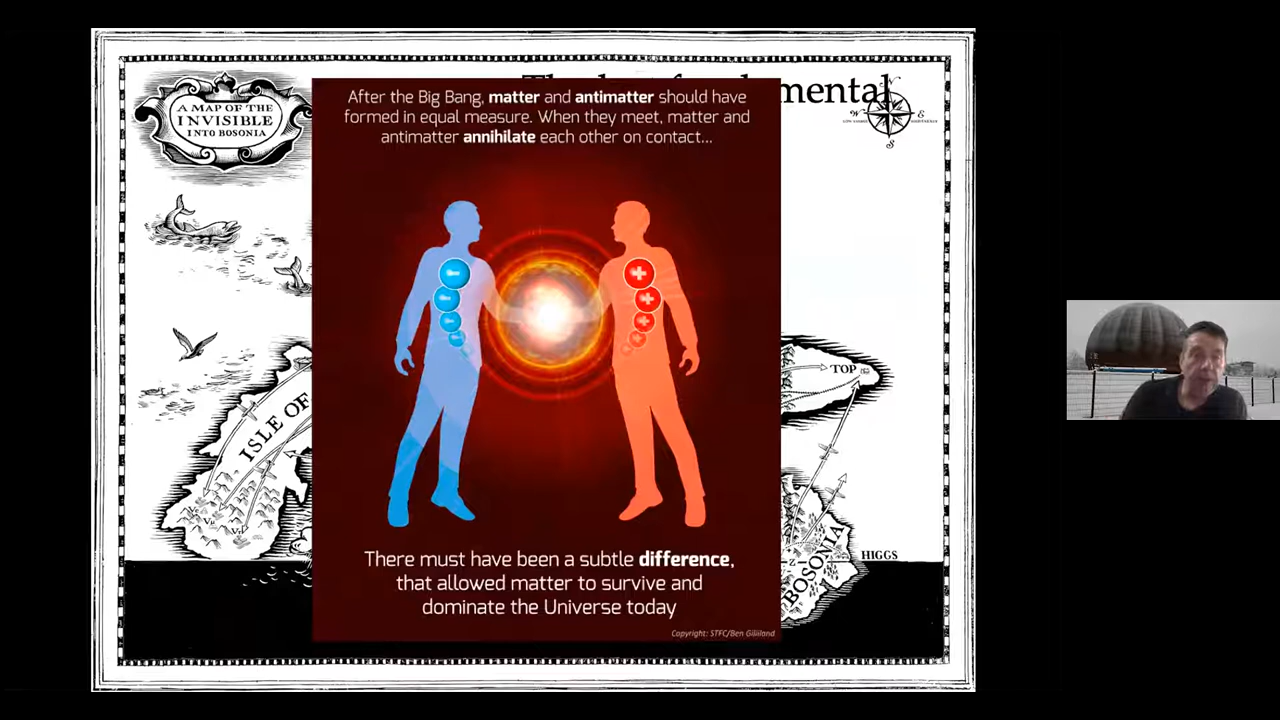 A MAP OF THE
INVISIBLE
INTO BOSONIA
mental
N
W
E
S
After the Big Bang, matter and antimatter should have
formed in equal measure. When they meet, matter and
antimatter annihilate each other on contact...
ISLE OF
TOP
HIGGS
BOSONIA
Z
There must have been a subtle difference,
that allowed matter to survive and
dominate the Universe today
Copyright: STFC/Ben Gilliland